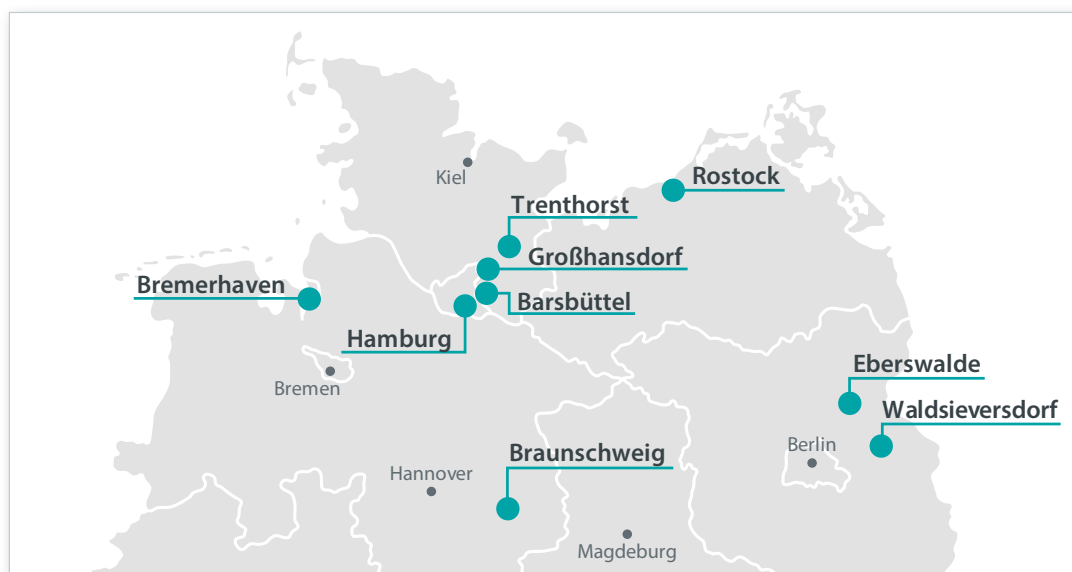 Kiel
Rostock
Trenthorst
Großhansdorf
Bremerhaven
Barsbüttel
Hamburg
Eberswalde
Bremen
Waldsieversdorf
Berlin
Braunschweig
Hannover
Magdeburg